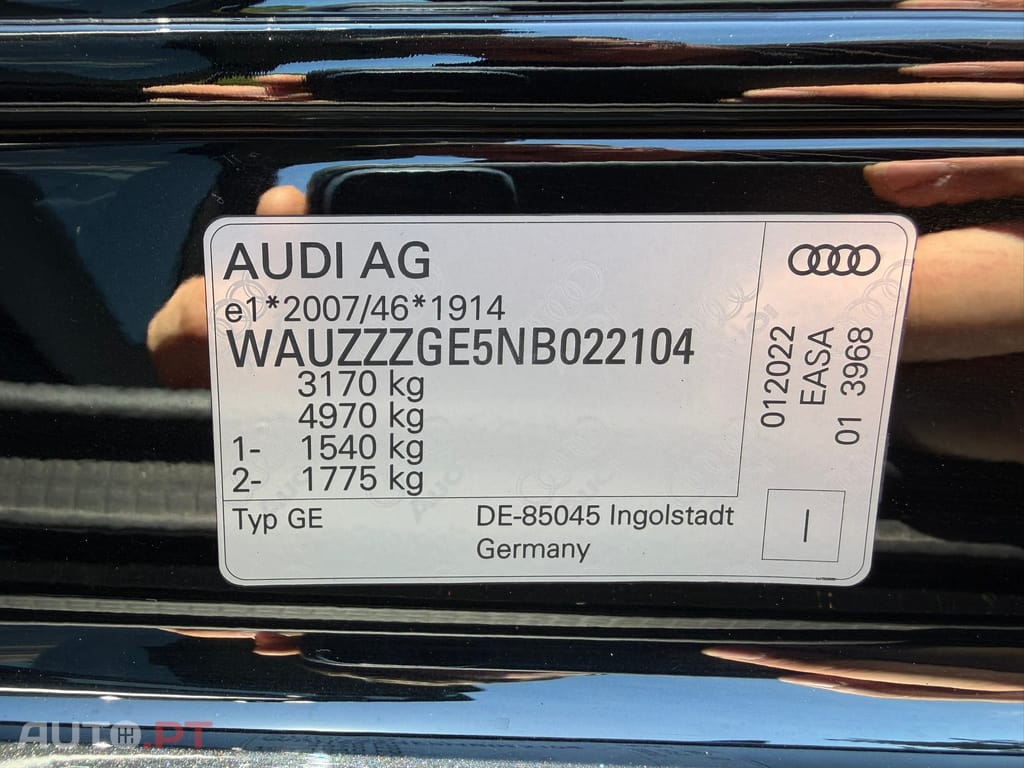 AUDI AG
e1*2007/46*1914
WAUZZZGE5NB022104
3170 kg
4970 kg
1- 1540 kg
2- 1775 kg
Typ GE
DE-85045 Ingolstadt
Germany
012022
EASA
01 3968
I
AUTO.PT